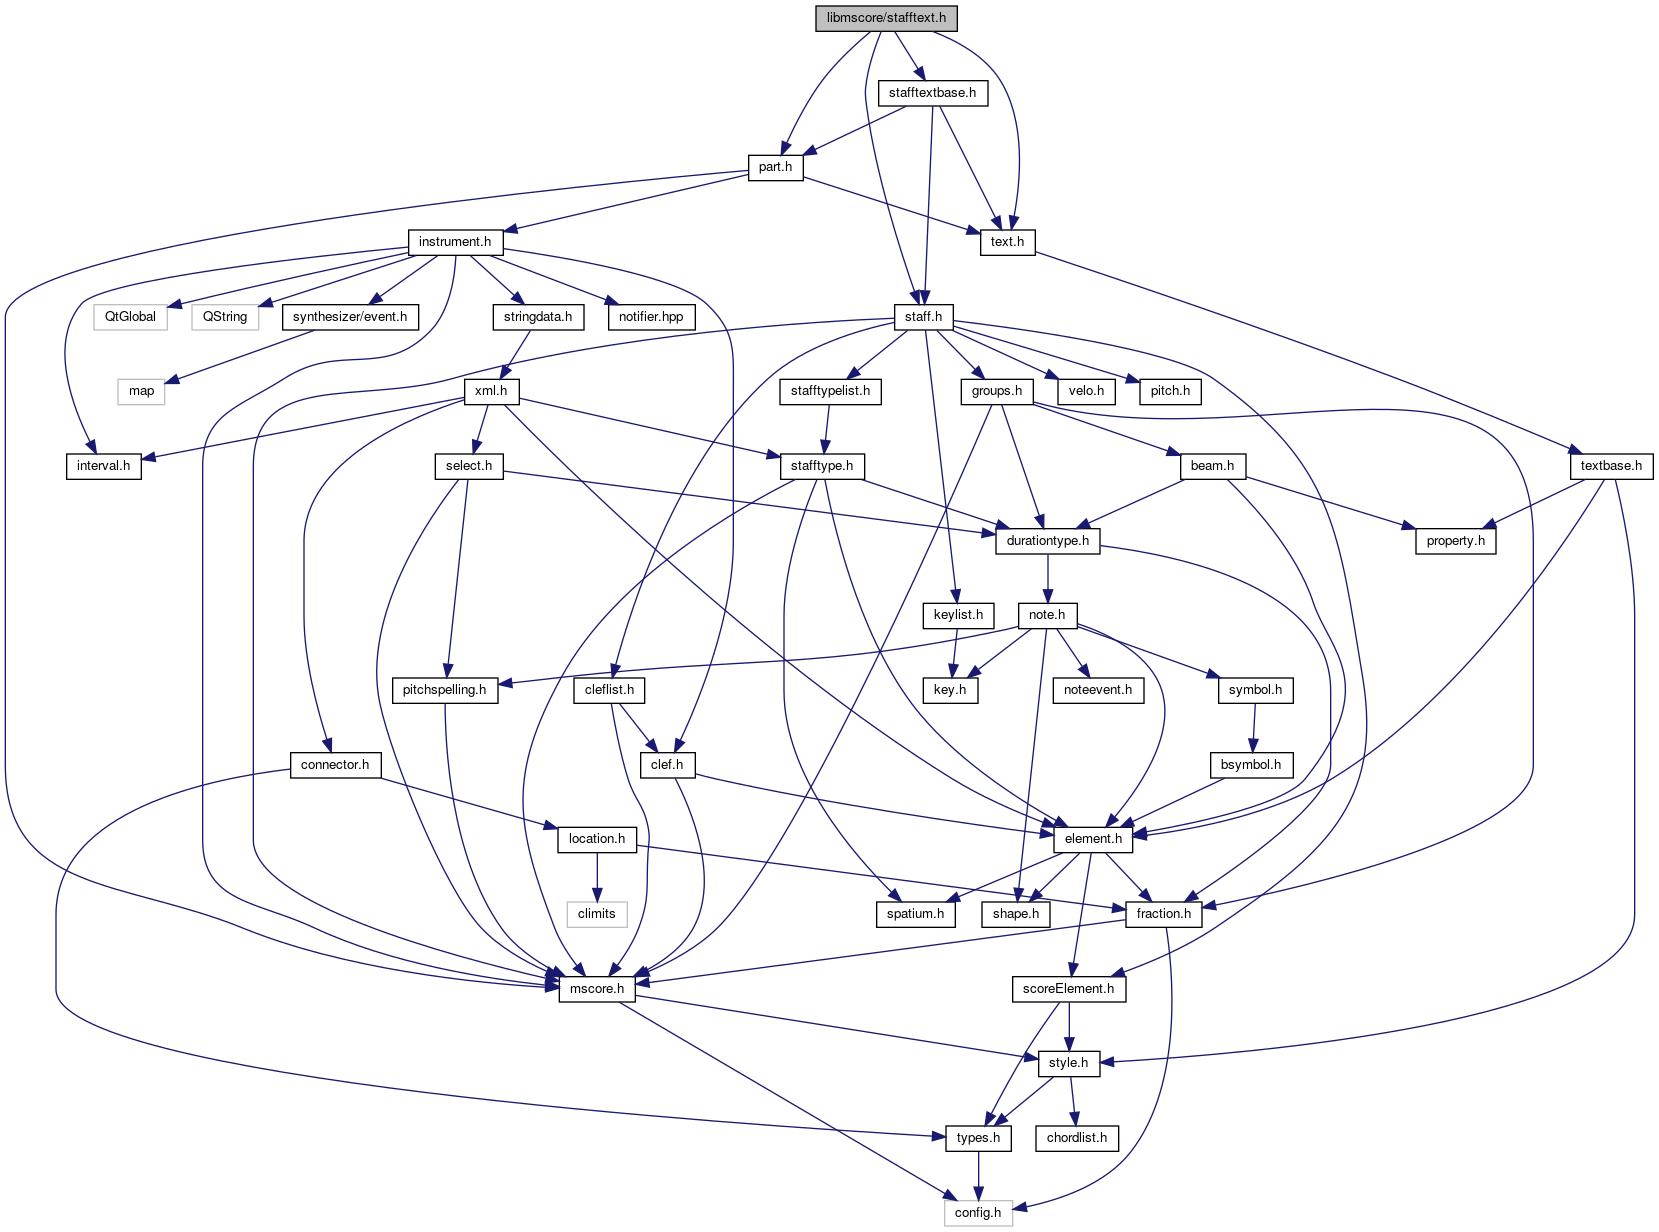 libmscore/stafftext.h
stafftextbase.h
part.h
instrument.h
text.h
QtGlobal
QString
synthesizer/event.h
stringdata.h
notifier.hpp
staff.h
map
xml.h
stafftypelist.h
groups.h
velo.h
pitch.h
interval.h
select.h
stafftype.h
beam.h
textbase.h
durationtype.h
property.h
keylist.h
note.h
pitchspelling.h
cleflist.h
key.h
noteevent.h
symbol.h
connector.h
clef.h
bsymbol.h
location.h
element.h
climits
spatium.h
shape.h
fraction.h
mscore.h
scoreElement.h
style.h
types.h
chordlist.h
config.h